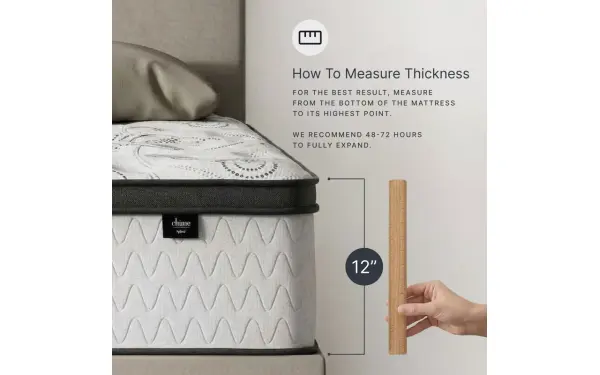 How To Measure Thickness
FOR THE BEST RESULT, MEASURE
FROM THE BOTTOM OF THE MATTRESS
TO ITS HIGHEST POINT.
WE RECOMMEND 48-72 HOURS
TO FULLY EXPAND.
chime
12”